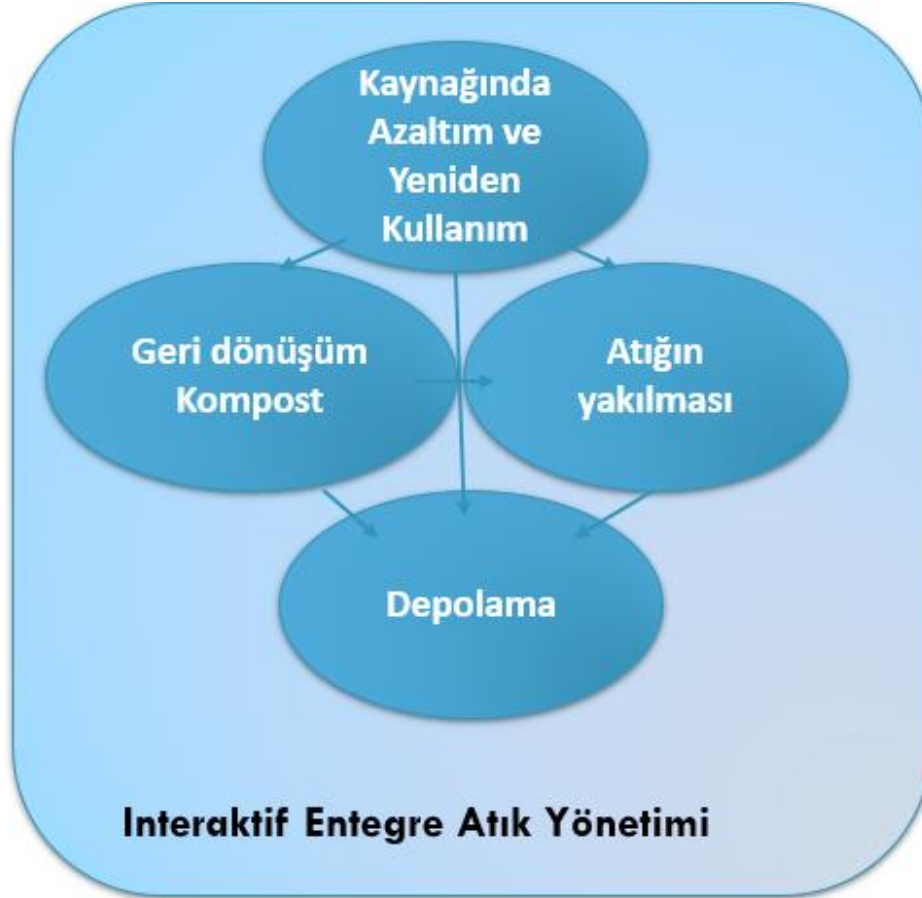 Kaynağında
Azaltım ve
Yeniden
Kullanım
Geri dönüşüm
Kompost
Atığın
yakılması
Depolama
Interaktif Entegre Atık Yönetimi